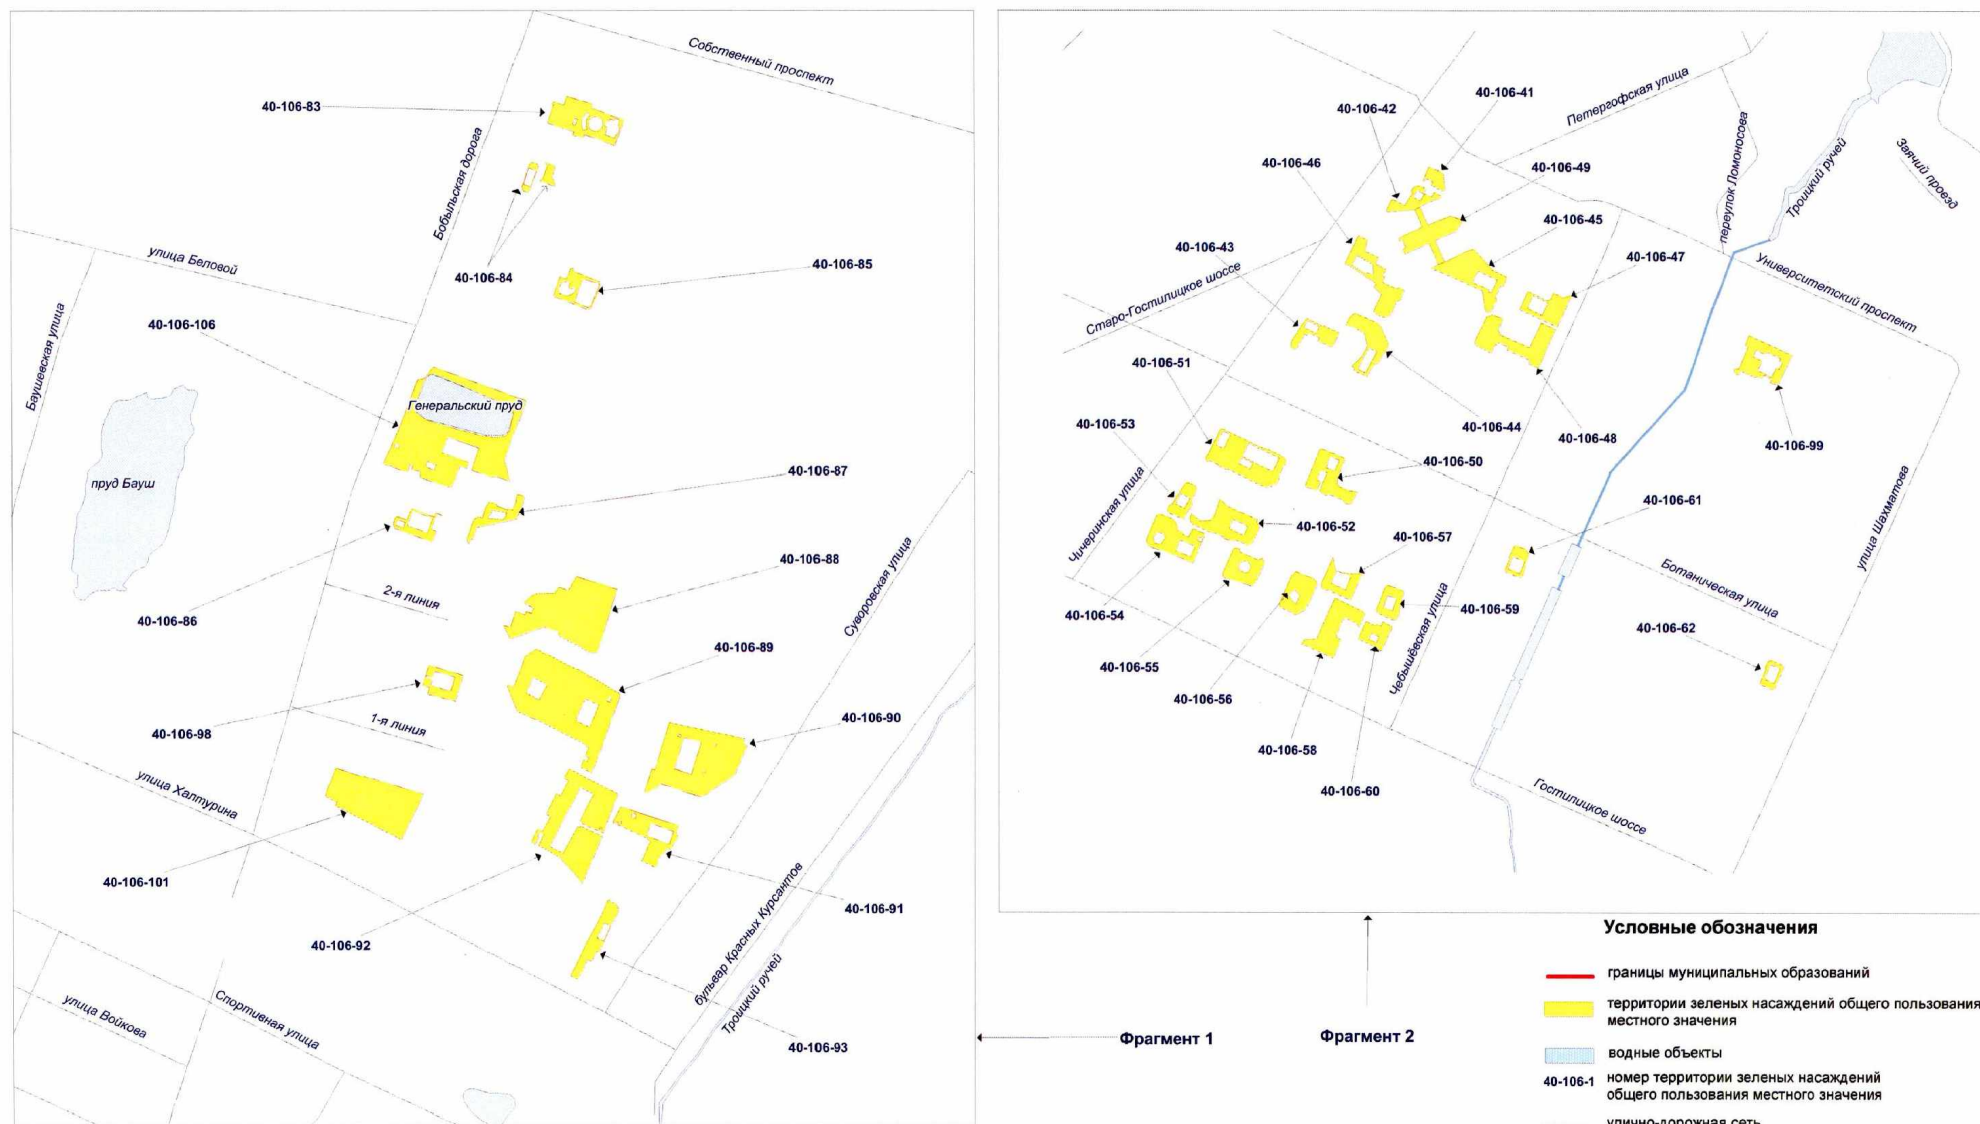 Собственный проспект
40-106-83
Бобыльская дорога
40-106-84
40-106-85
улица Беловой
Баушевская улица
40-106-106
Генеральский пруд
пруд Бауш
40-106-87
40-106-86
40-106-88
2-я линия
Суворовская улица
40-106-89
40-106-98
1-я линия
40-106-90
улица Халтурина
40-106-101
40-106-91
40-106-92
бульвар Красных Курсантов
Троицкий ручей
улица Войкова
Спортивная улица
40-106-93
Фрагмент 1
40-106-41
40-106-42
Петергофская улица
переулок Ломоносова
Троицкий ручей
Заячий проезд
40-106-46
40-106-49
40-106-45
40-106-43
40-106-47
Старо-Гостилицкое шоссе
Университетский проспект
40-106-51
40-106-53
40-106-44
40-106-48
40-106-99
40-106-50
Чичеринская улица
40-106-61
40-106-52
40-106-57
улица Шахматова
Ботаническая улица
40-106-54
40-106-59
40-106-62
40-106-55
Чебышёвская улица
40-106-56
40-106-58
40-106-60
Гостилицкое шоссе
Фрагмент 2
Условные обозначения
границы муниципальных образований
территории зеленых насаждений общего пользования
местного значения
водные объекты
40-106-1
номер территории зеленых насаждений
общего пользования местного значения
улично-дорожная сеть